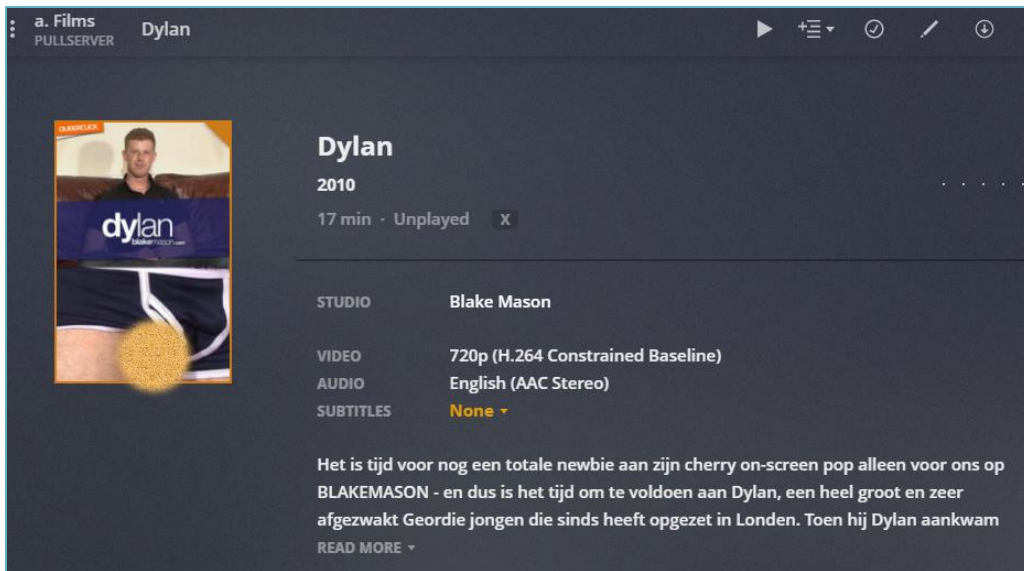 a. Films
PULLSERVER
Dylan
QUEERCLICK
dylan
blakemason.com
Dylan
2010
17 min · Unplayed X
STUDIO Blake Mason
VIDEO 720p (H.264 Constrained Baseline)
AUDIO English (AAC Stereo)
SUBTITLES None
Het is tijd voor nog een totale newbie aan zijn cherry on-screen pop alleen voor ons op
BLAKEMASON - en dus is het tijd om te voldoen aan Dylan, een heel groot en zeer
afgezwakt Geordie jongen die sinds heeft opgezet in Londen. Toen hij Dylan aankwam
READ MORE